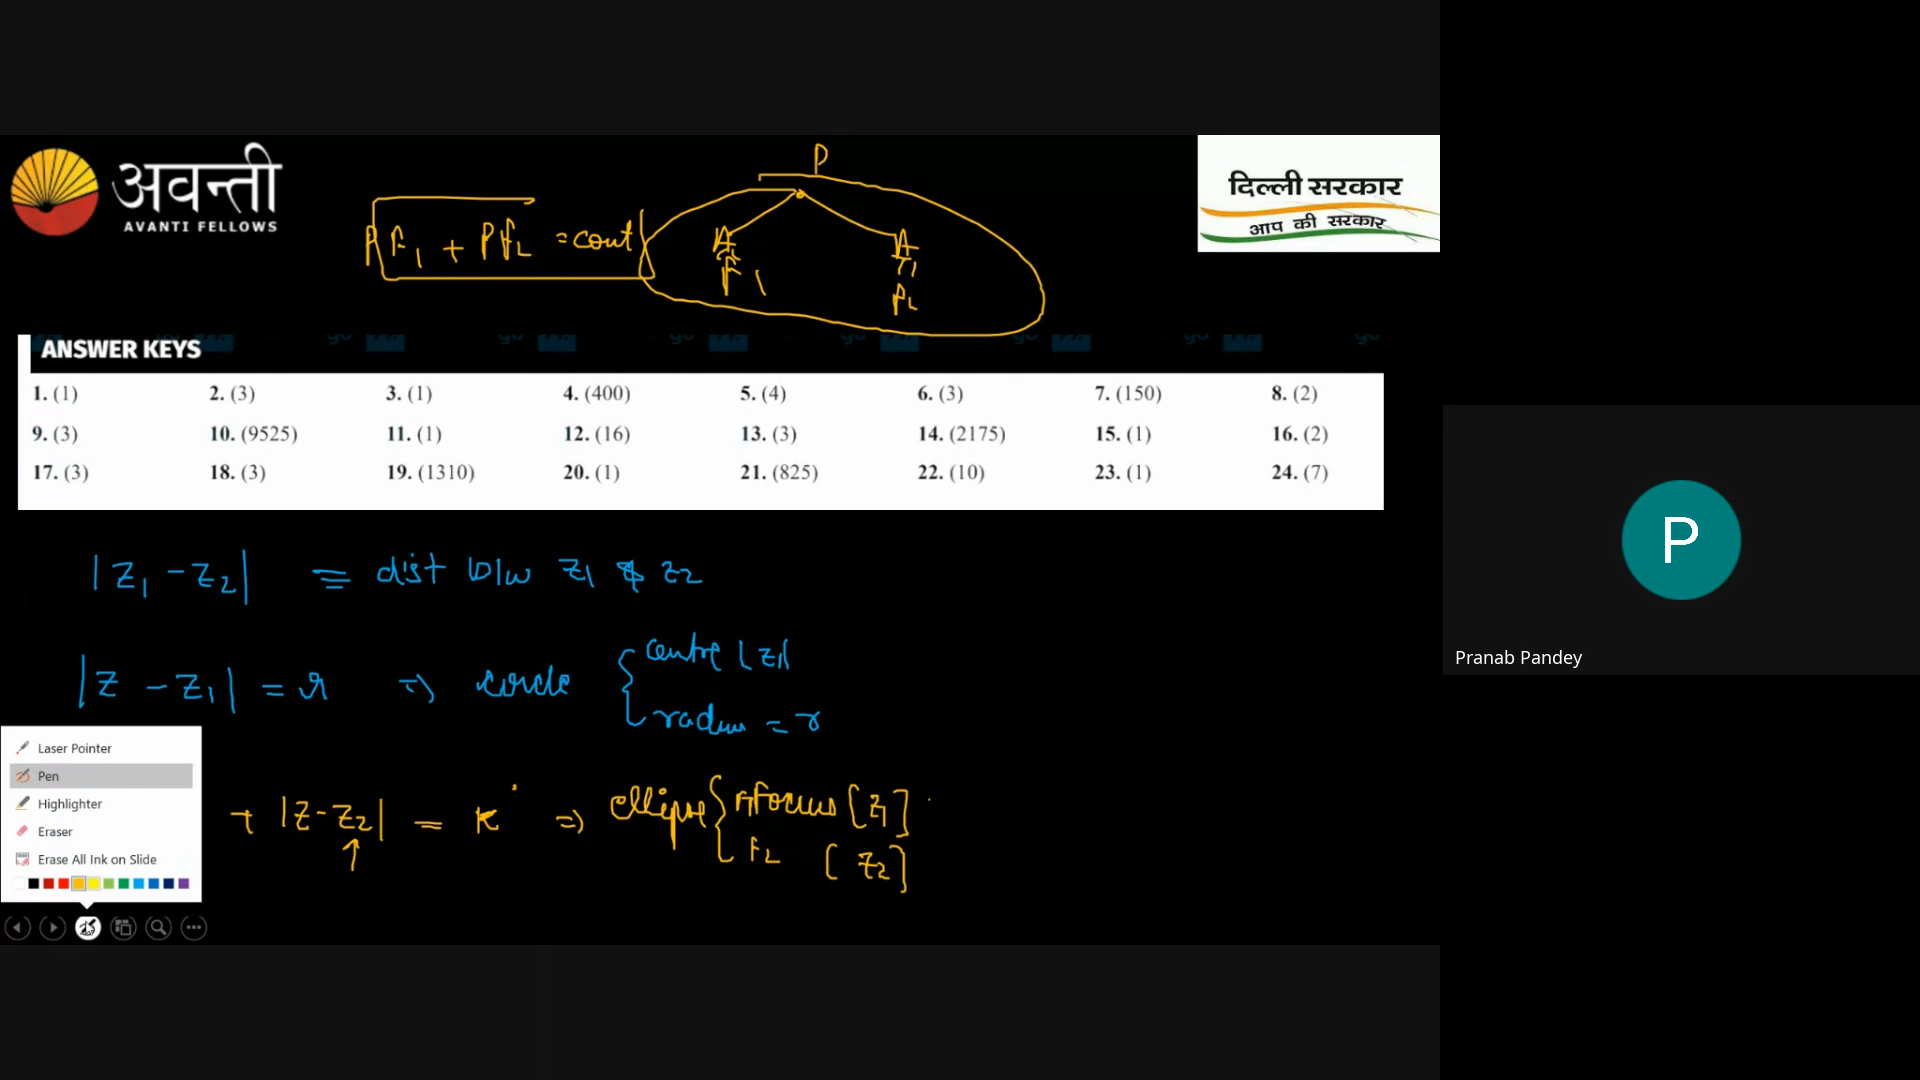 अवन्ती
AVANTI FELLOWS
P
PF1 + PF2 = const
F1
दिल्ली सरकार
आप की सरकार
ANSWER KEYS
1. (1) 2. (3) 3. (1) 4. (400) 5. (4) 6. (3) 7. (150) 8. (2)
9. (3) 10. (9525) 11. (1) 12. (16) 13. (3) 14. (2175) 15. (1) 16. (2)
17. (3) 18. (3) 19. (1310) 20. (1) 21. (825) 22. (10) 23. (1) 24. (7)
|z1 - z2| = dist b/w z1 & z2
|z - z1| = r ⇒ circle { centre (z1)
radius = r
+ |z - z2| = K ⇒ ellipse { focus [z1]
F2 [z2]
Laser Pointer
Pen
Highlighter
Eraser
Erase All Ink on Slide
P
Pranab Pandey